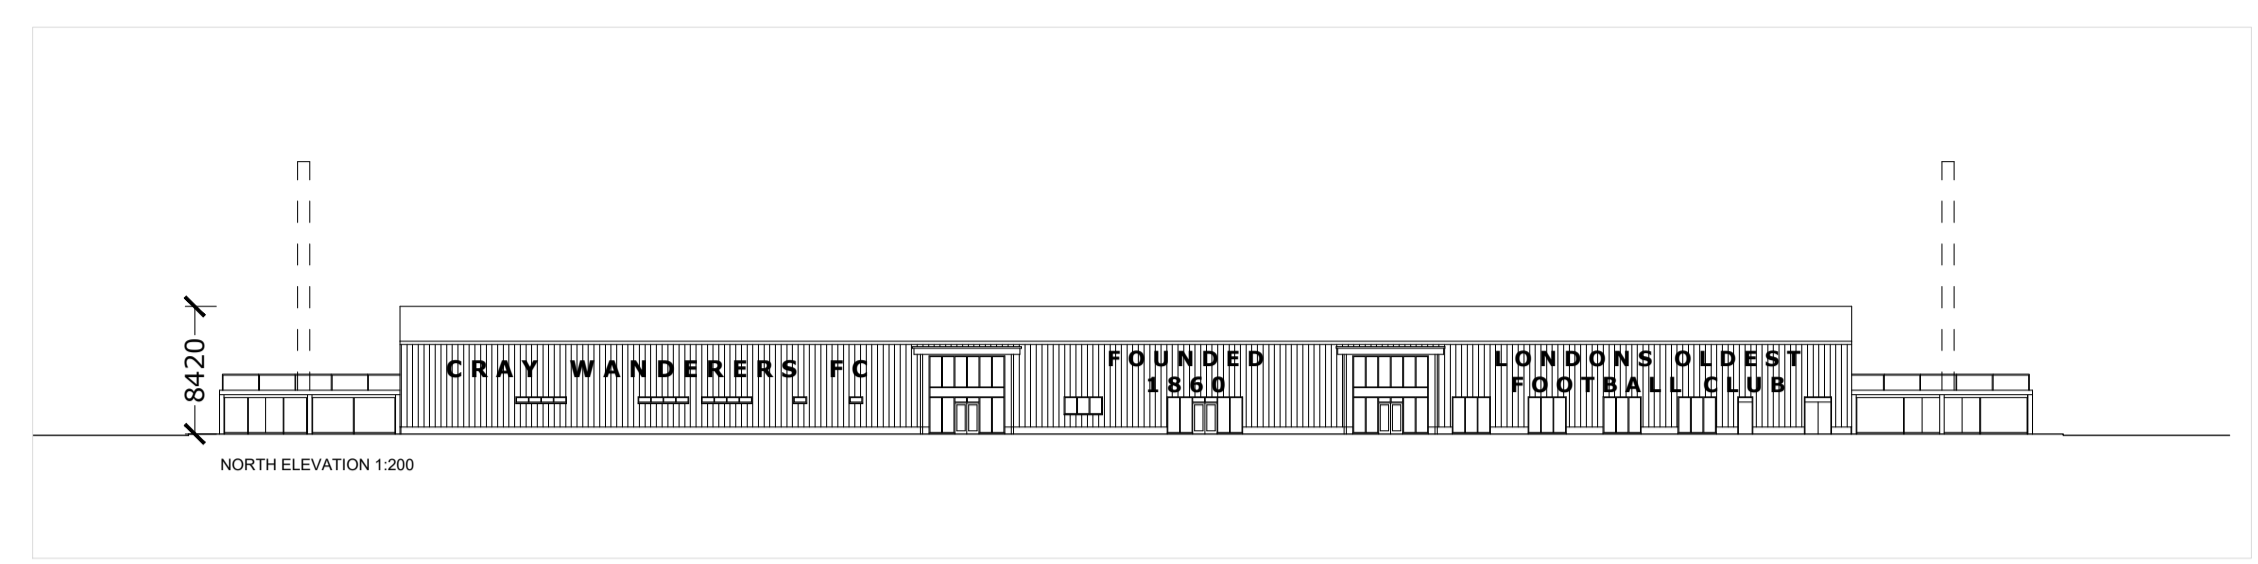 CRAY WANDERERS FC
FOUNDED
1860
LONDONS OLDEST
FOOTBALL CLUB
8420
NORTH ELEVATION 1:200